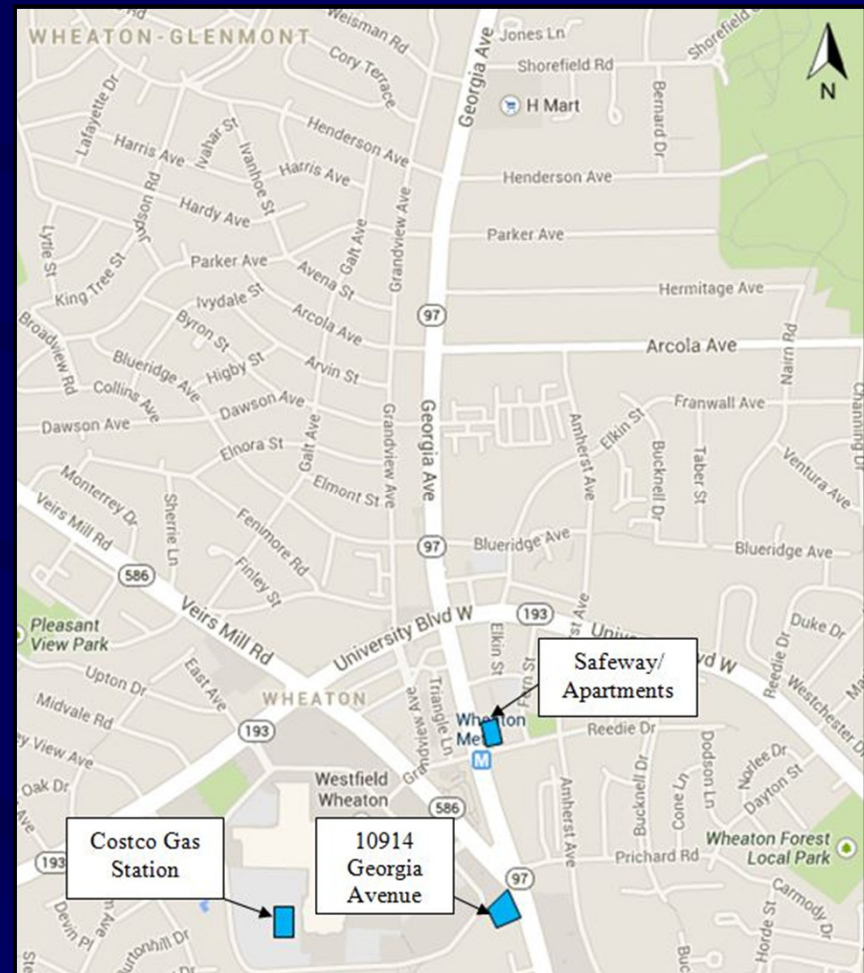 Weisman Rd
Jones Ln
Shorefield
WHEATON-GLENMONT
Cory Terrace
Georgia Ave
Shorefield Rd
N
H Mart
Lafayette Dr
Ivahar St
Henderson Ave
Bernard Dr
Harris Ave
Ivanhoe St
Harris Ave
Henderson Ave
Judson Rd
Hardy Ave
Grandview Ave
Galt Ave
Parker Ave
Lytle St
Parker Ave
Avena St
King Tree St
Ivydale St
Hermitage Ave
97
Arcola Ave
Byron St
Broadview Rd
Arcola Ave
Nairn Rd
Blueridge Ave
Higby St
Arvin St
Collins Ave
Channing Dr
Dawson Ave
Franwall Ave
Dawson Ave
Georgia Ave
Grandview Ave
Amherst Ave
Elkin St
Galt Ave
Elnora St
Bucknell Dr
Taber St
Ventura Ave
Monterrey Dr
Elmont St
Sherrie Ln
Veirs Mill Rd
Fenimore Rd
97
Blueridge Ave
Blueridge Ave
Finley St
586
Veirs Mill Rd
University Blvd W
193
Pleasant
View Park
Elkin St
Duke Dr
Reedie Dr
Safeway/
Apartments
Upton Dr
East Ave
WHEATON
Triangle Ln
Westchester Dr
Midvale Rd
193
Reedie Dr
M
Dodson Ln
Norlee Dr
Oak Dr
Westfield
Wheaton
Dayton St
Bucknell Dr
Cone Ln
586
Amherst Ave
Costco Gas
Station
10914
Georgia
Avenue
Wheaton Forest
Local Park
193
Prichard Rd
97
Carmody Dr
Devin Pl
Horde St